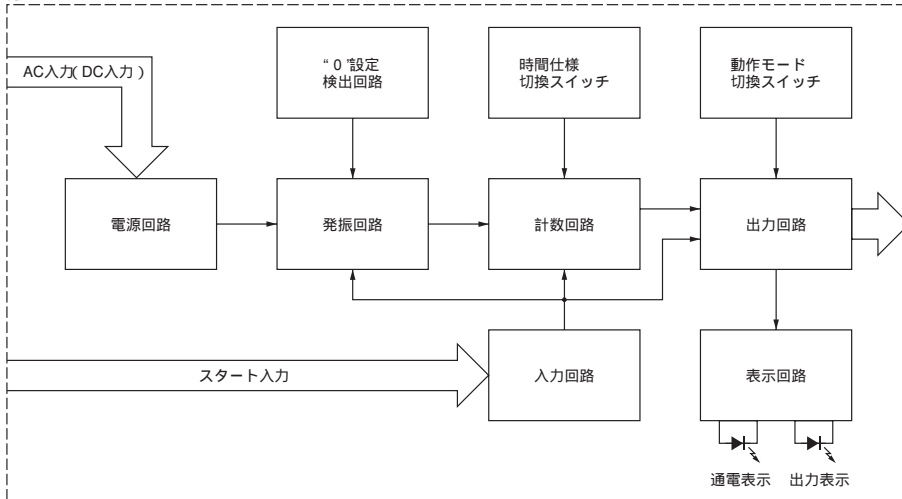 AC入力(DC入力)
“0”設定
検出回路
時間仕様
切換スイッチ
動作モード
切換スイッチ
電源回路
発振回路
計数回路
出力回路
スタート入力
入力回路
表示回路
通電表示
出力表示